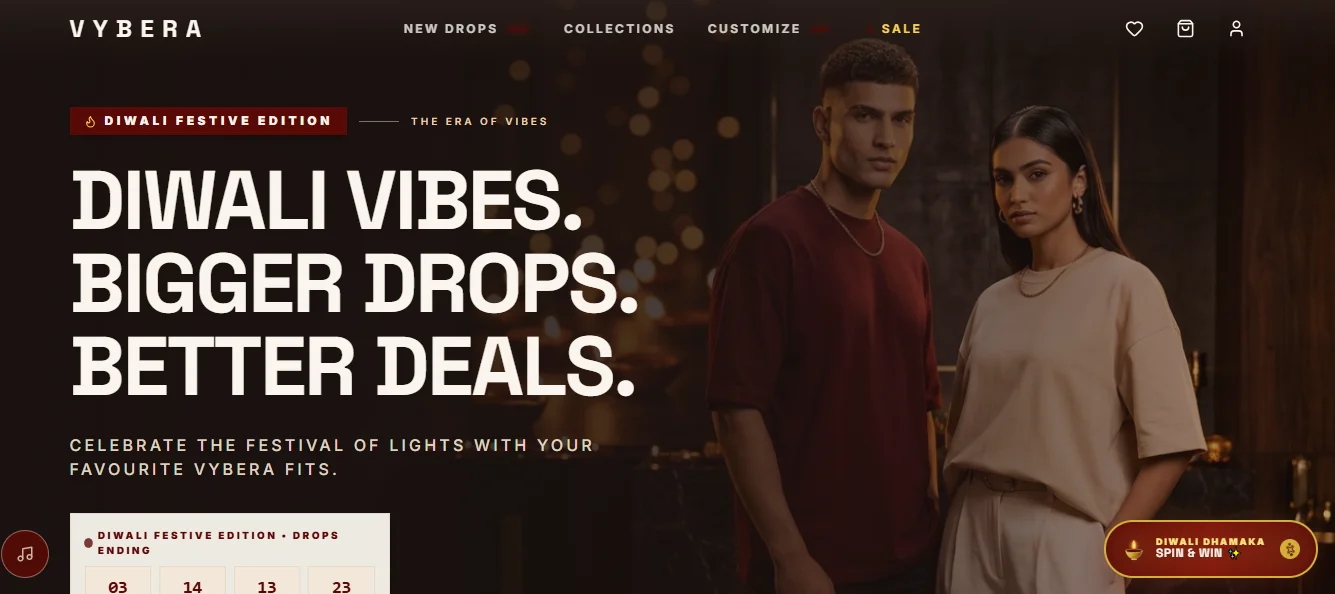 VYBERA
NEW DROPS
COLLECTIONS
CUSTOMIZE
SALE
DIWALI FESTIVE EDITION
THE ERA OF VIBES
DIWALI VIBES.
BIGGER DROPS.
BETTER DEALS.
CELEBRATE THE FESTIVAL OF LIGHTS WITH YOUR
FAVOURITE VYBERA FITS.
DIWALI FESTIVE EDITION • DROPS
ENDING
03 14 13 23
DIWALI DHAMAKA
SPIN & WIN ✨